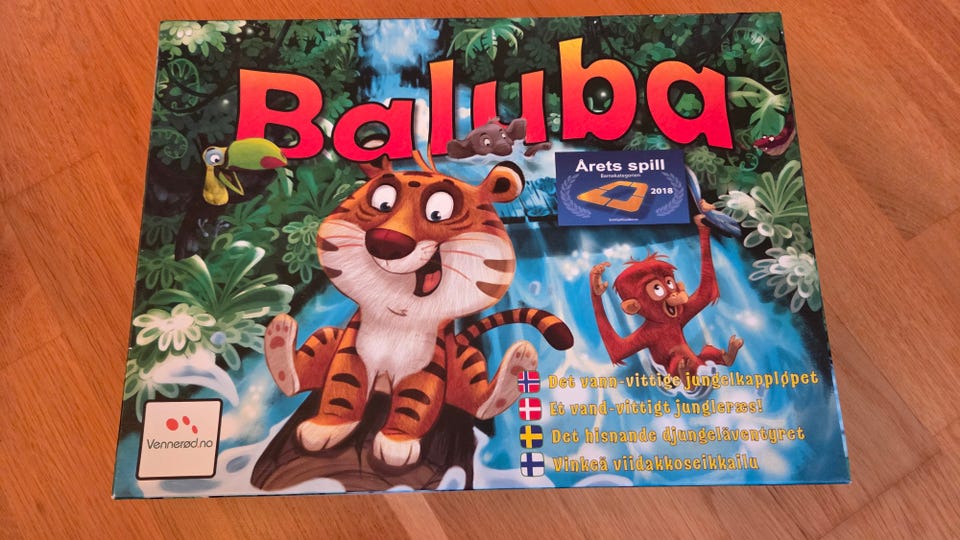 Baluba
Årets spill
Barnekategorien
2018
Det vann-vittige jungelkappløpet
Et vand-vittigt jungleræs!
Det hisnande djungeläventyret
Vinkeä viidakkoseikkailu
Vennerød.no